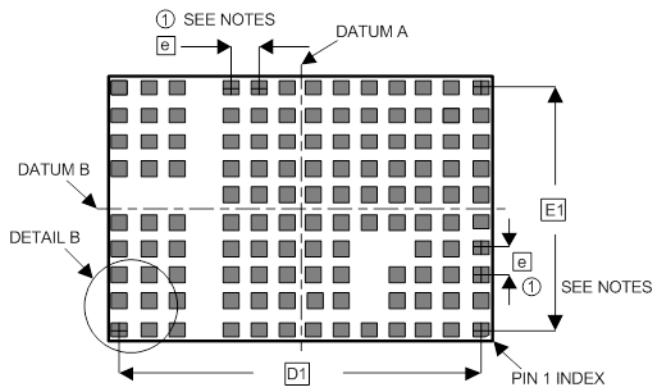 ① SEE NOTES
e
DATUM A
DATUM B
E1
DETAIL B
e
① SEE NOTES
D1
PIN 1 INDEX